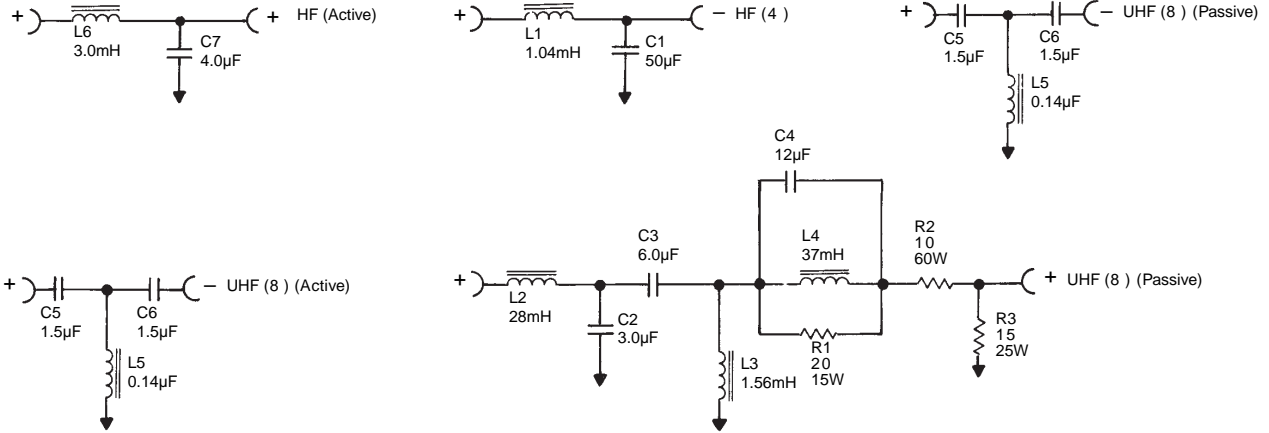 + L6 3.0mH C7 4.0µF + HF (Active)
+ L1 1.04mH C1 50µF – HF ( 4 )
+ C5 1.5µF C6 1.5µF L5 0.14µF – UHF ( 8 ) (Passive)
+ C5 1.5µF C6 1.5µF L5 0.14µF – UHF ( 8 ) (Active)
+ L2 28mH C2 3.0µF C3 6.0µF L3 1.56mH C4 12µF L4 37mH R1 20 15W R2 10 60W R3 15 25W + UHF ( 8 ) (Passive)